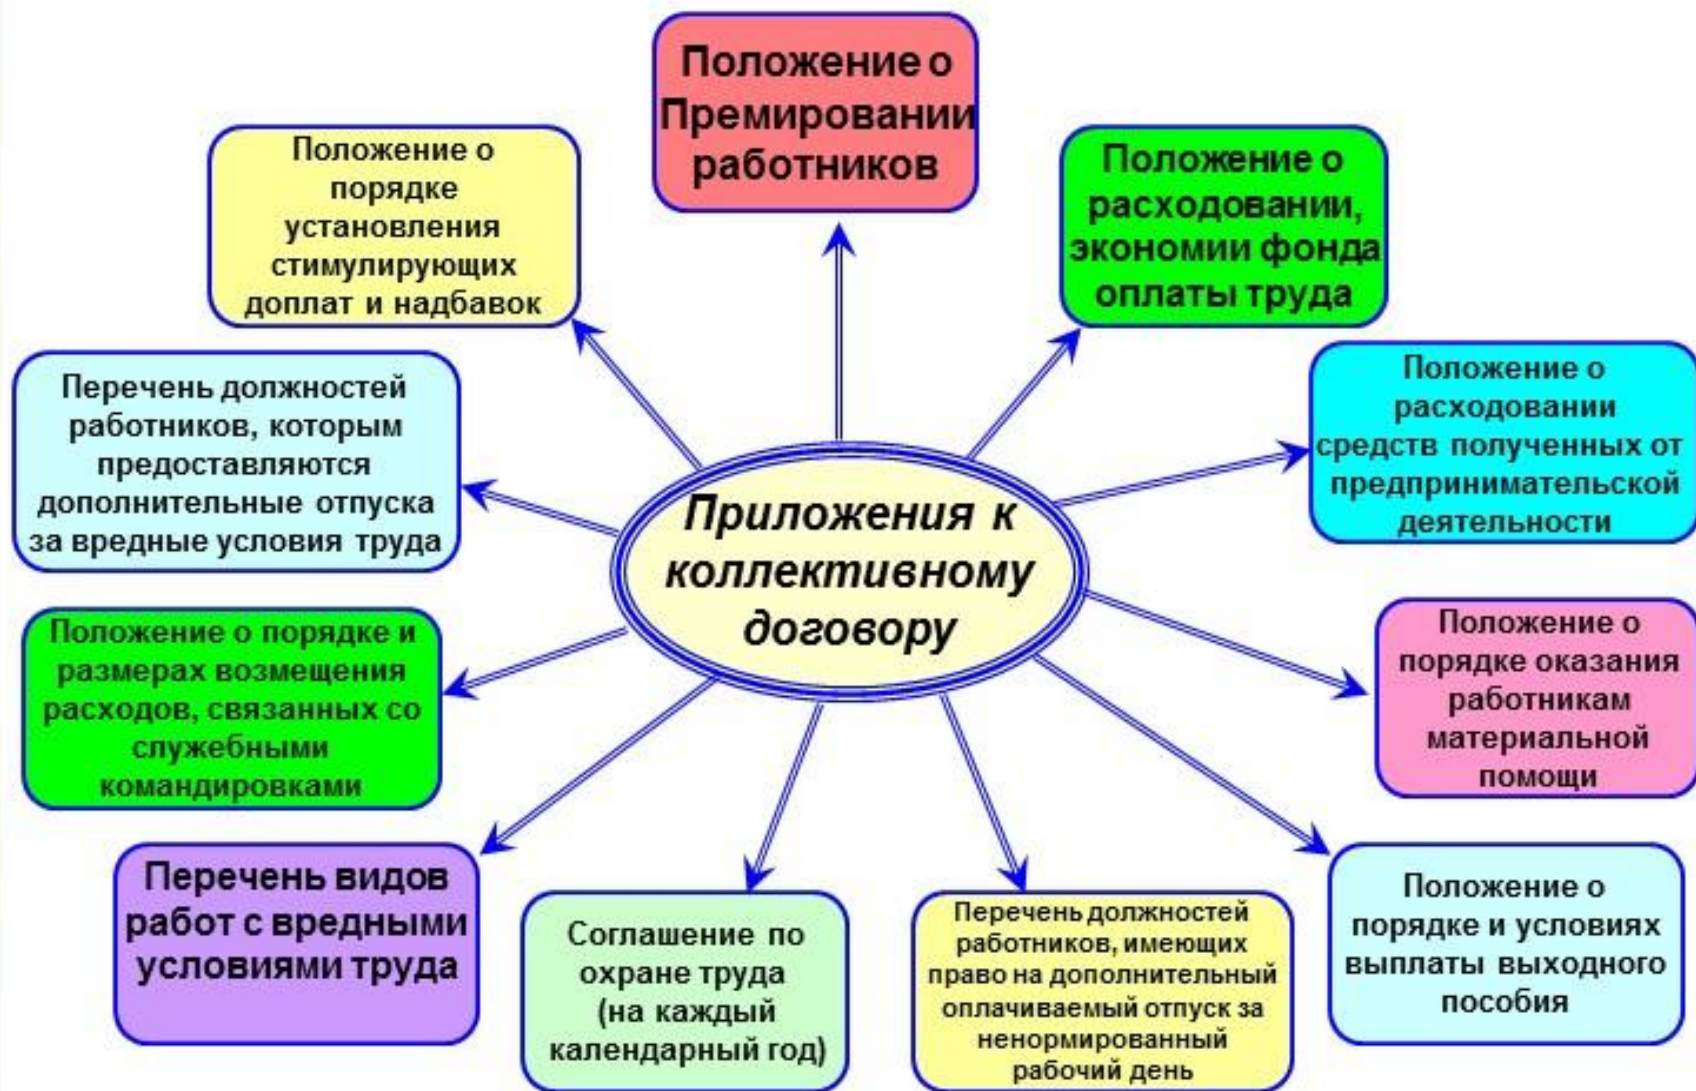 Положение о
Премировании
работников
Положение о
порядке
установления
стимулирующих
доплат и надбавок
Положение о
расходовании,
экономии фонда
оплаты труда
Перечень должностей
работников, которым
предоставляются
дополнительные отпуска
за вредные условия труда
Положение о
расходовании
средств полученных от
предпринимательской
деятельности
Приложения к
коллективному
договору
Положение о порядке и
размерах возмещения
расходов, связанных со
служебными
командировками
Положение о
порядке оказания
работникам
материальной
помощи
Перечень видов
работ с вредными
условиями труда
Соглашение по
охране труда
(на каждый
календарный год)
Перечень должностей
работников, имеющих
право на дополнительный
оплачиваемый отпуск за
ненормированный
рабочий день
Положение о
порядке и условиях
выплаты выходного
пособия